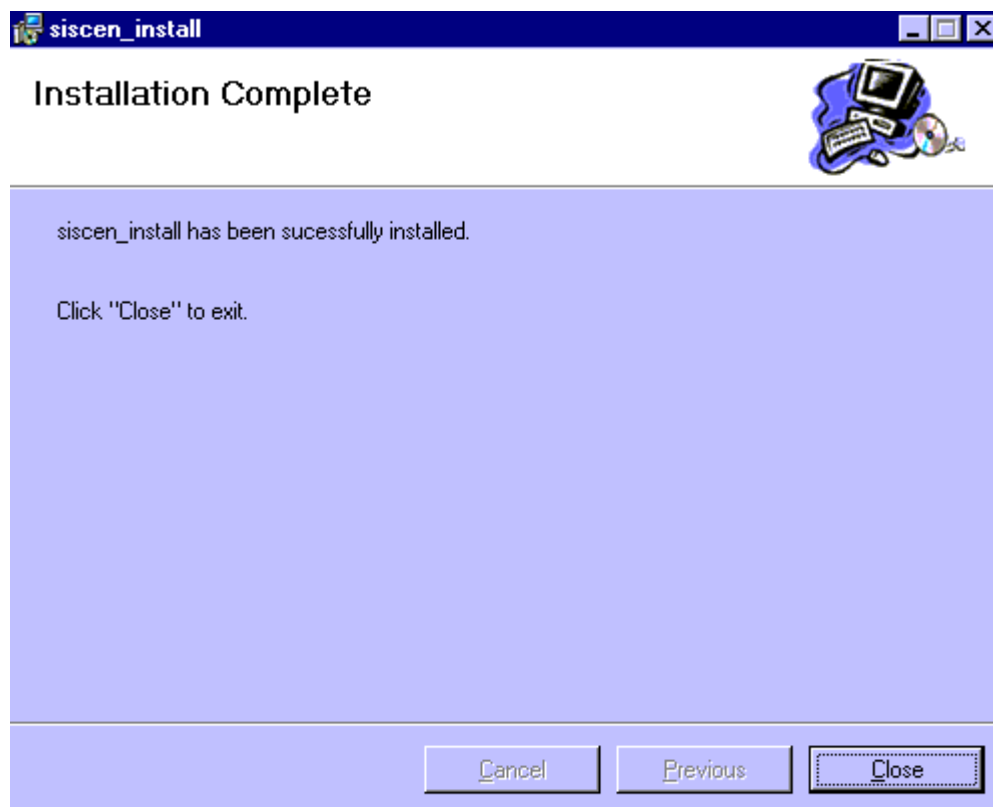 siscen_install
Installation Complete
siscen_install has been sucessfully installed.
Click "Close" to exit.
Cancel
Previous
Close